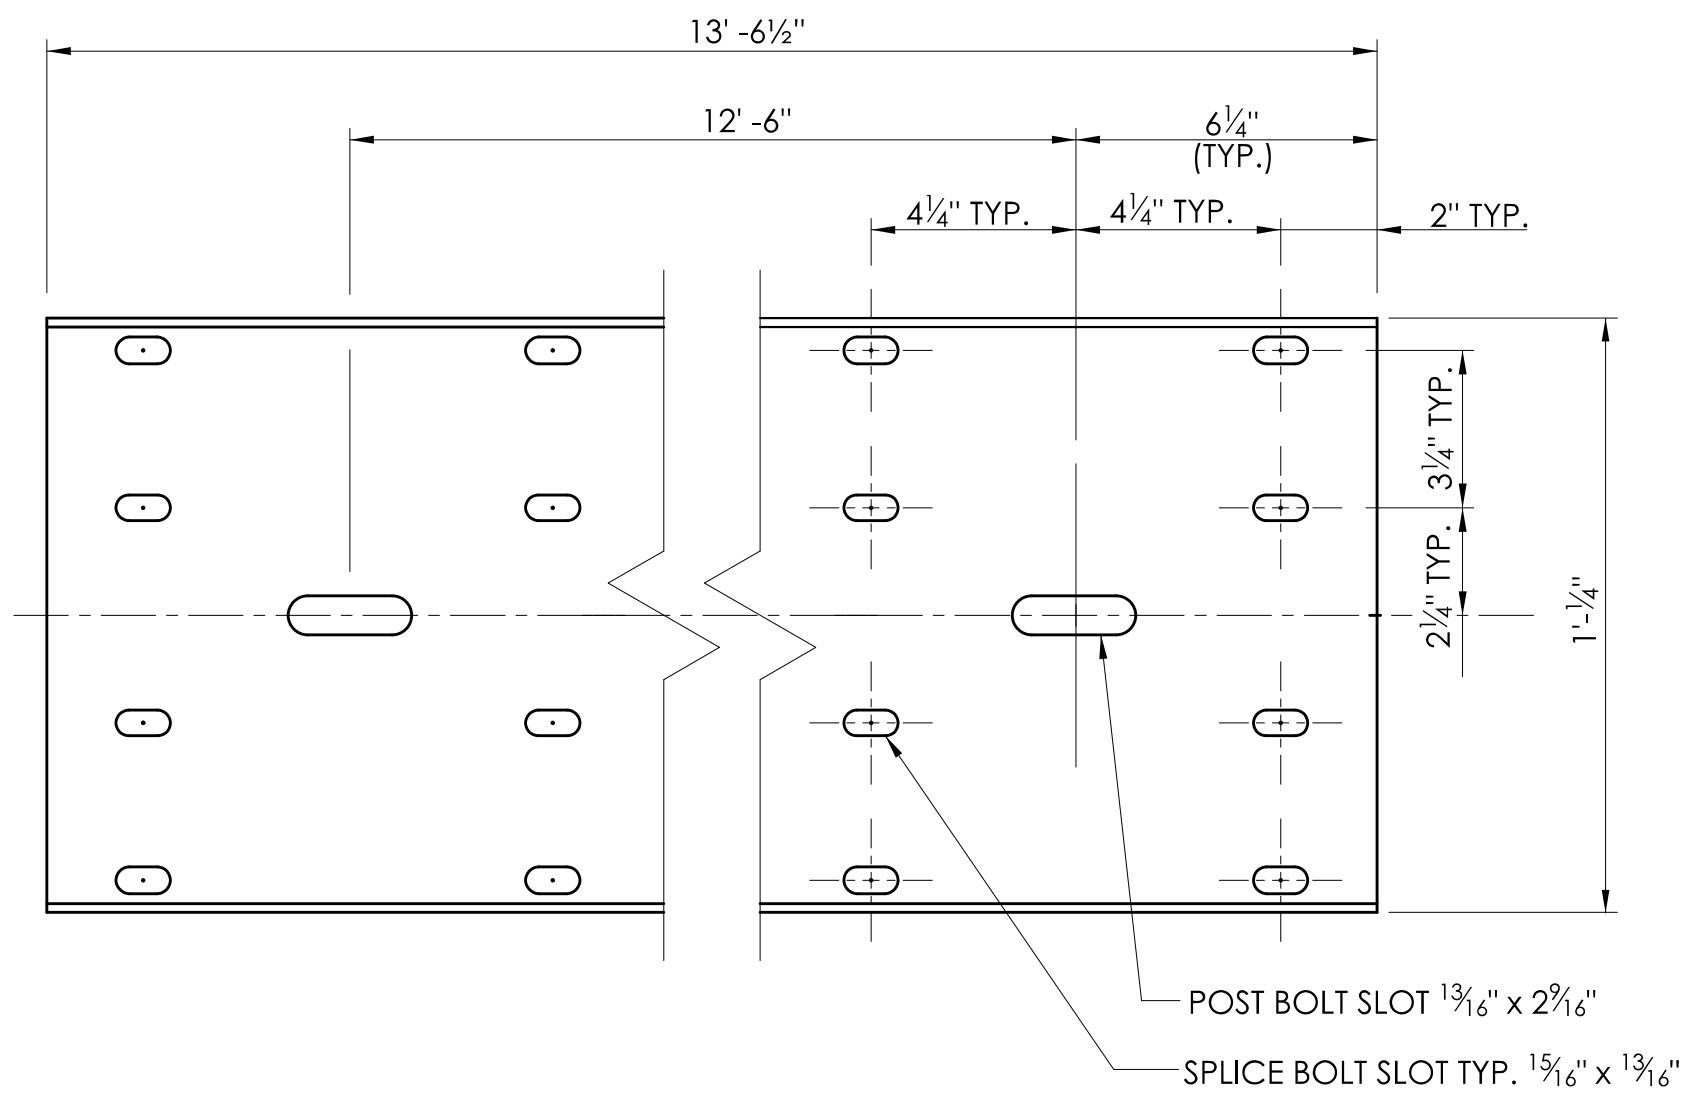 13' -6½"
12' -6"
6¼"
(TYP.)
4¼" TYP.
4¼" TYP.
2" TYP.
3¼" TYP.
2¼" TYP.
1'-¼"
POST BOLT SLOT 13⁄16" x 29⁄16"
SPLICE BOLT SLOT TYP. 15⁄16" x 13⁄16"